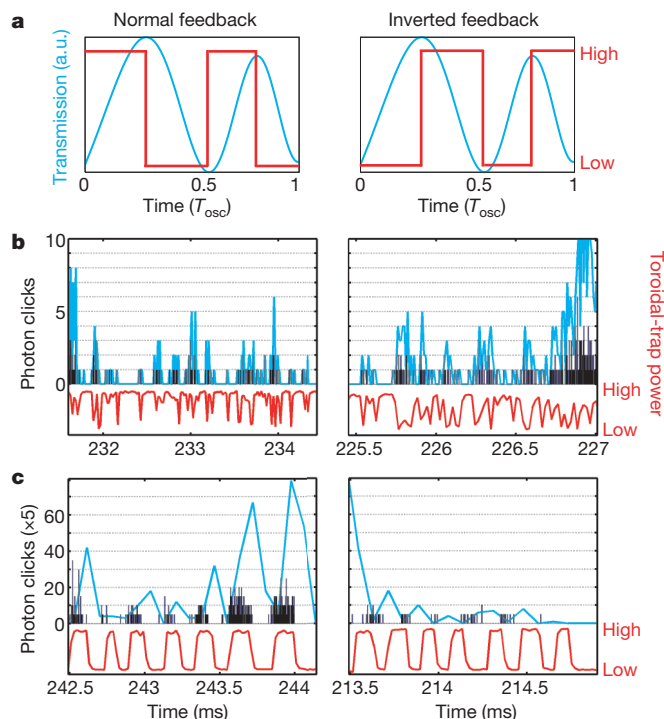 a
Normal feedback
Inverted feedback
Transmission (a.u.)
High
Low
0 0.5 1
0 0.5 1
Time (Tosc)
Time (Tosc)
b
Photon clicks
10
5
0
High
Low
Toroidal-trap power
232 233 234
225.5 226 226.5 227
c
Photon clicks (×5)
80
60
40
20
0
High
Low
242.5 243 243.5 244
213.5 214 214.5
Time (ms)
Time (ms)